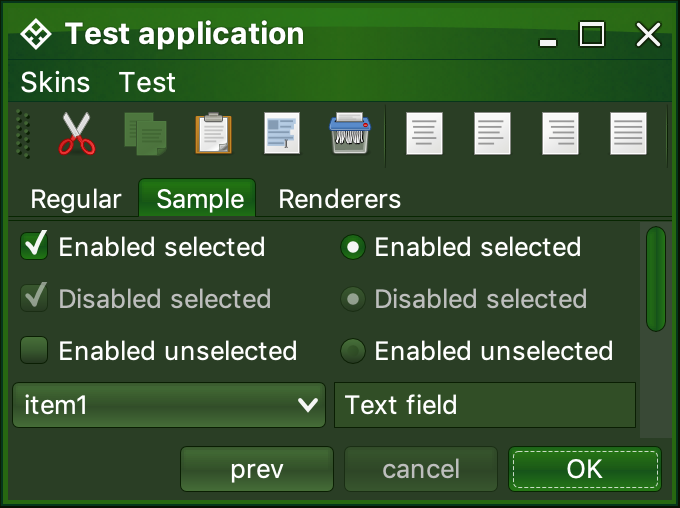 Test application
Skins Test
Regular Sample Renderers
Enabled selected Enabled selected
Disabled selected Disabled selected
Enabled unselected Enabled unselected
item1 Text field
prev cancel OK